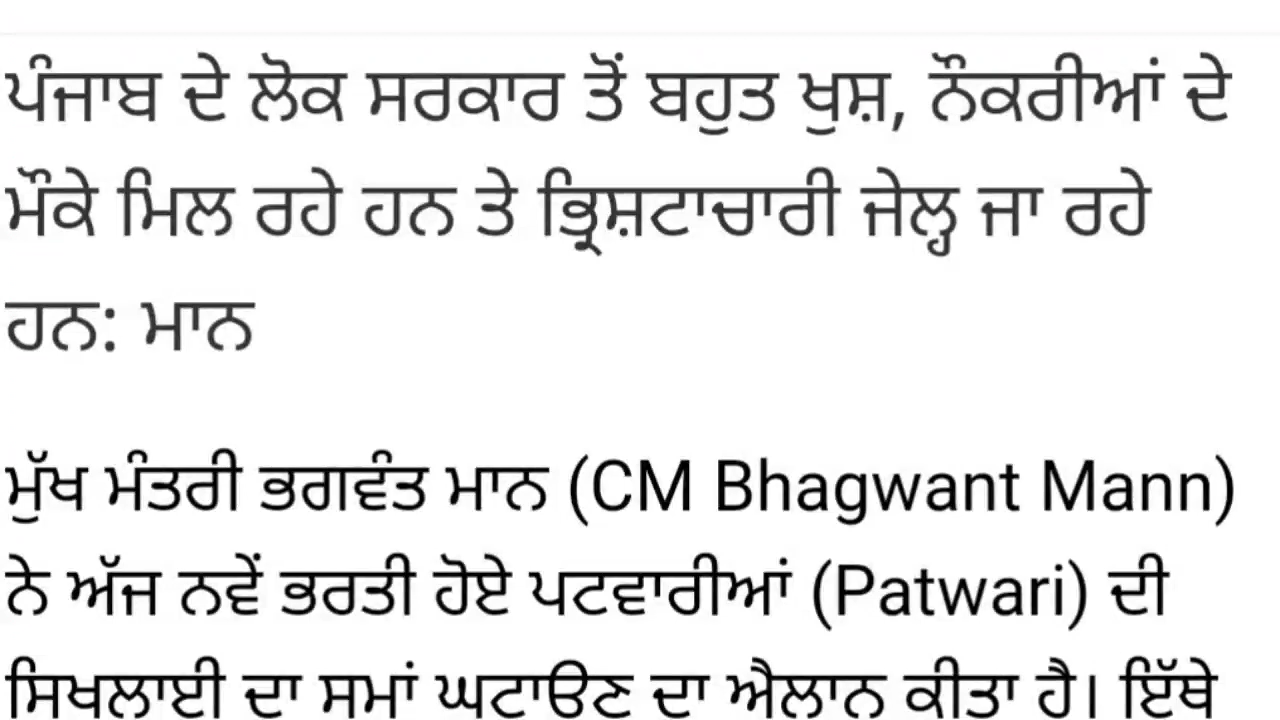 ਪੰਜਾਬ ਦੇ ਲੋਕ ਸਰਕਾਰ ਤੋਂ ਬਹੁਤ ਖੁਸ਼, ਨੌਕਰੀਆਂ ਦੇ
ਮੌਕੇ ਮਿਲ ਰਹੇ ਹਨ ਤੇ ਭ੍ਰਿਸ਼ਟਾਚਾਰੀ ਜੇਲ੍ਹ ਜਾ ਰਹੇ
ਹਨ: ਮਾਨ
ਮੁੱਖ ਮੰਤਰੀ ਭਗਵੰਤ ਮਾਨ (CM Bhagwant Mann)
ਨੇ ਅੱਜ ਨਵੇਂ ਭਰਤੀ ਹੋਏ ਪਟਵਾਰੀਆਂ (Patwari) ਦੀ
ਸਿਖਲਾਈ ਦਾ ਸਮਾਂ ਘਟਾਉਣ ਦਾ ਐਲਾਨ ਕੀਤਾ ਹੈ। ਇੱਥੇ